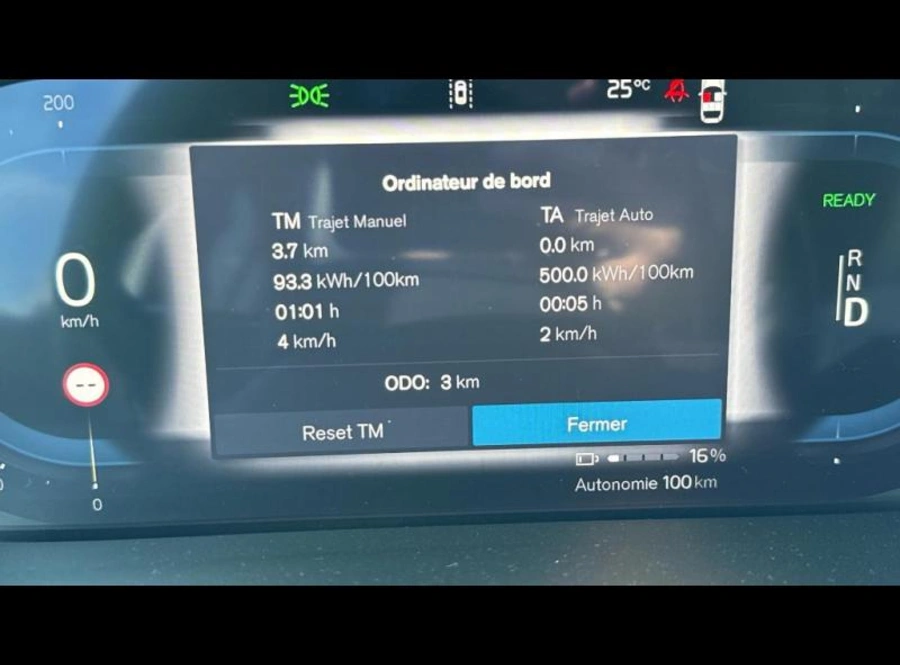 200
25°C
Ordinateur de bord
TM Trajet Manuel
3.7 km
93.3 kWh/100km
01:01 h
4 km/h
TA Trajet Auto
0.0 km
500.0 kWh/100km
00:05 h
2 km/h
ODO: 3 km
Reset TM
Fermer
16%
Autonomie 100 km
0
km/h
--
0
READY
R
N
D